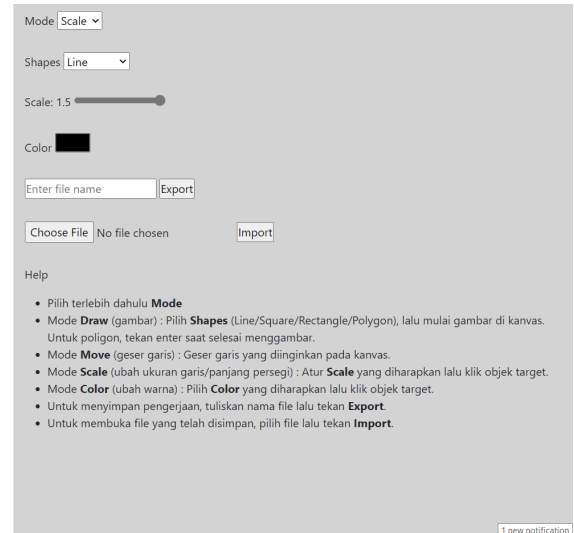 Mode Scale
Shapes Line
Scale: 1.5
Color
Enter file name Export
Choose File No file chosen Import
Help
• Pilih terlebih dahulu Mode
• Mode Draw (gambar) : Pilih Shapes (Line/Square/Rectangle/Polygon), lalu mulai gambar di kanvas.
Untuk poligon, tekan enter saat selesai menggambar.
• Mode Move (geser garis) : Geser garis yang diinginkan pada kanvas.
• Mode Scale (ubah ukuran garis/panjang persegi) : Atur Scale yang diharapkan lalu klik objek target.
• Mode Color (ubah warna) : Pilih Color yang diharapkan lalu klik objek target.
• Untuk menyimpan pengerjaan, tuliskan nama file lalu tekan Export.
• Untuk membuka file yang telah disimpan, pilih file lalu tekan Import.
1 new notification